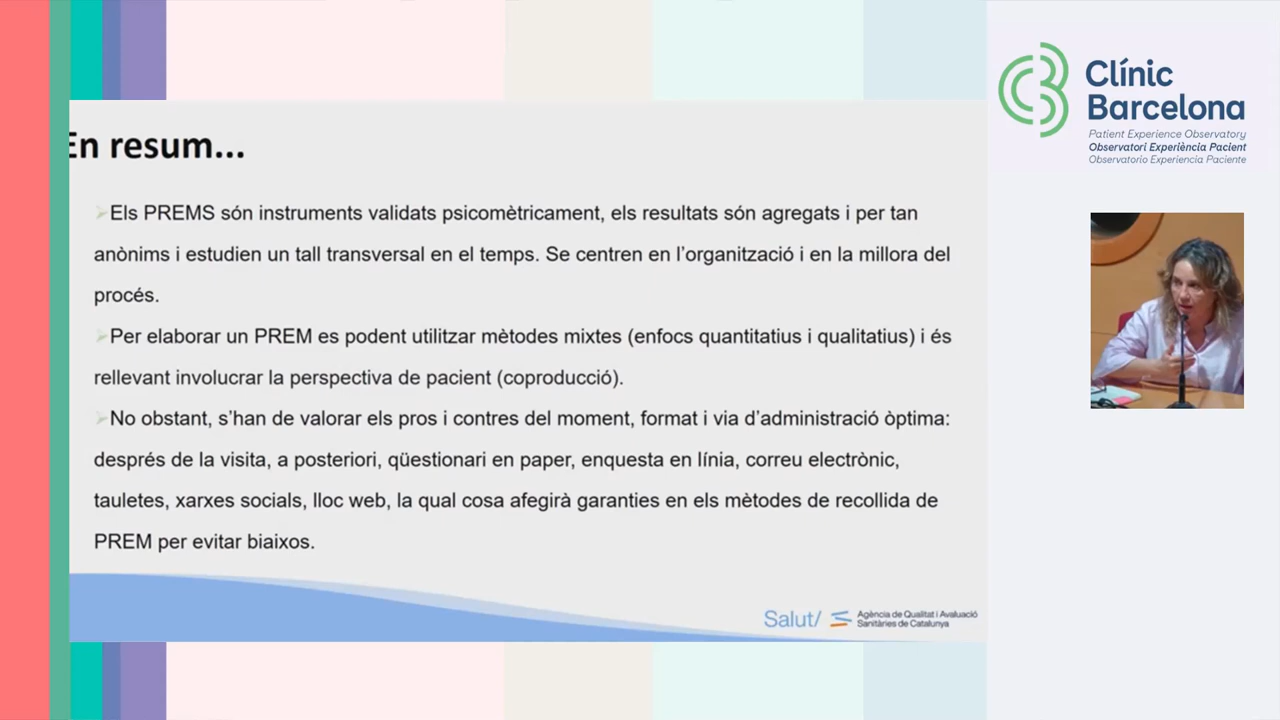 En resum...
Els PREMS són instruments validats psicomètricament, els resultats són agregats i per tan
anònims i estudien un tall transversal en el temps. Se centren en l'organització i en la millora del
procés.
Per elaborar un PREM es podent utilitzar mètodes mixtes (enfocs quantitatius i qualitatius) i és
rellevant involucrar la perspectiva de pacient (coproducció).
No obstant, s'han de valorar els pros i contres del moment, format i via d'administració òptima:
després de la visita, a posteriori, qüestionari en paper, enquesta en línia, correu electrònic,
tauletes, xarxes socials, lloc web, la qual cosa afegirà garanties en els mètodes de recollida de
PREM per evitar biaixos.
Salut/
Agència de Qualitat i Avaluació
Sanitàries de Catalunya
Clínic
Barcelona
Patient Experience Observatory
Observatori Experiència Pacient
Observatorio Experiencia Paciente